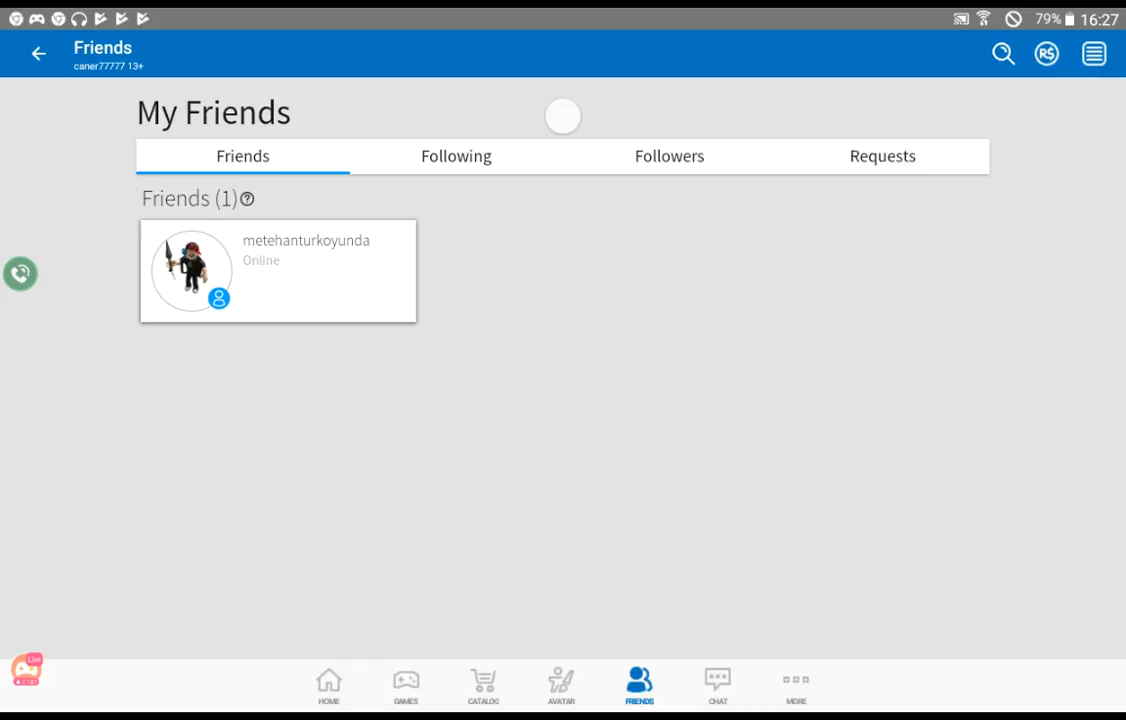 79% 16:27
Friends
caner77777 13+
R$
My Friends
Friends Following Followers Requests
Friends (1)
metehanturkoyunda
Online
Live
HOME GAMES CATALOG AVATAR FRIENDS CHAT MORE